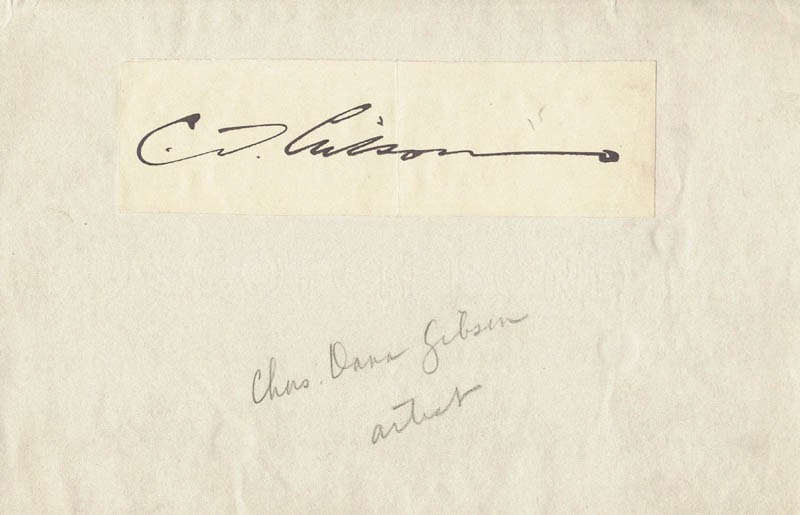 C. D. Gibson
Chas. Dana Gibson
artist